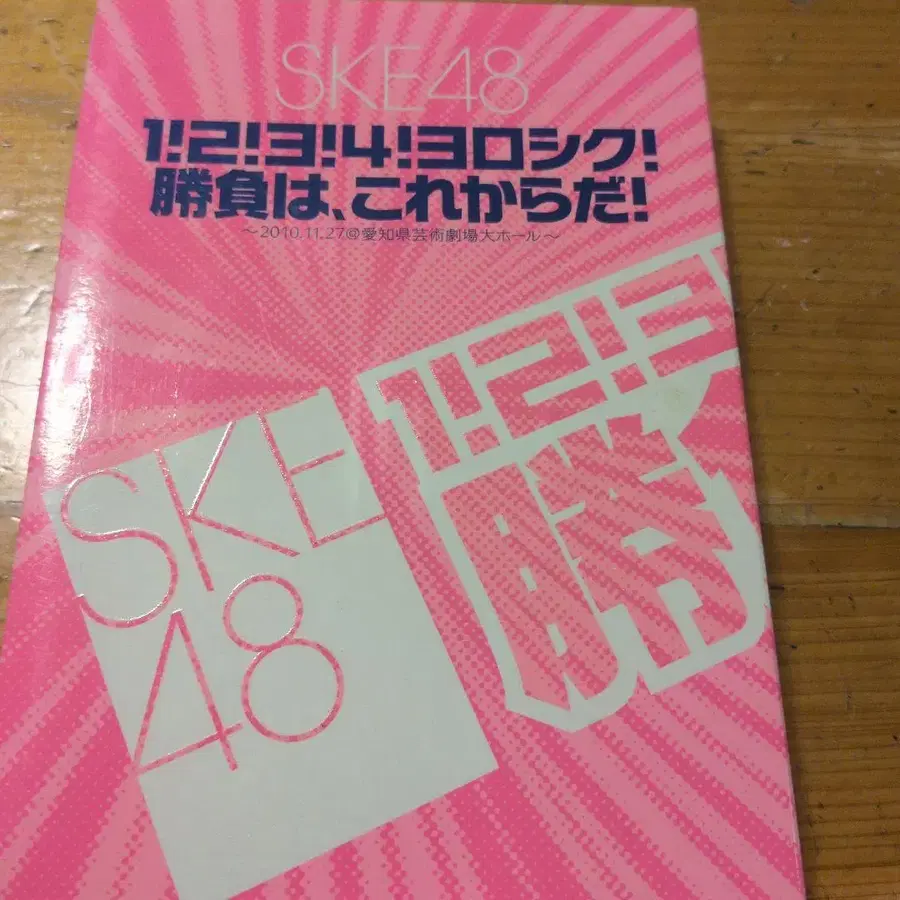 SKE48
1!2!3!4!ヨロシク!
勝負は、これからだ!
～2010.11.27@愛知県芸術劇場大ホール～
1!2!3
勝
SKE
48